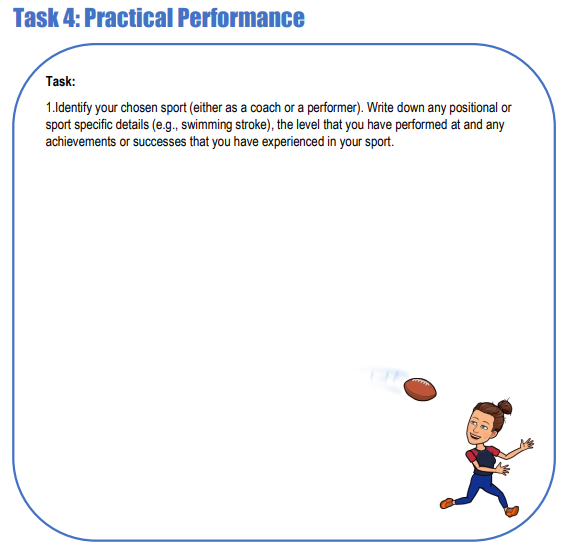 Task 4: Practical Performance
Task:
1.Identify your chosen sport (either as a coach or a performer). Write down any positional or
sport specific details (e.g., swimming stroke), the level that you have performed at and any
achievements or successes that you have experienced in your sport.